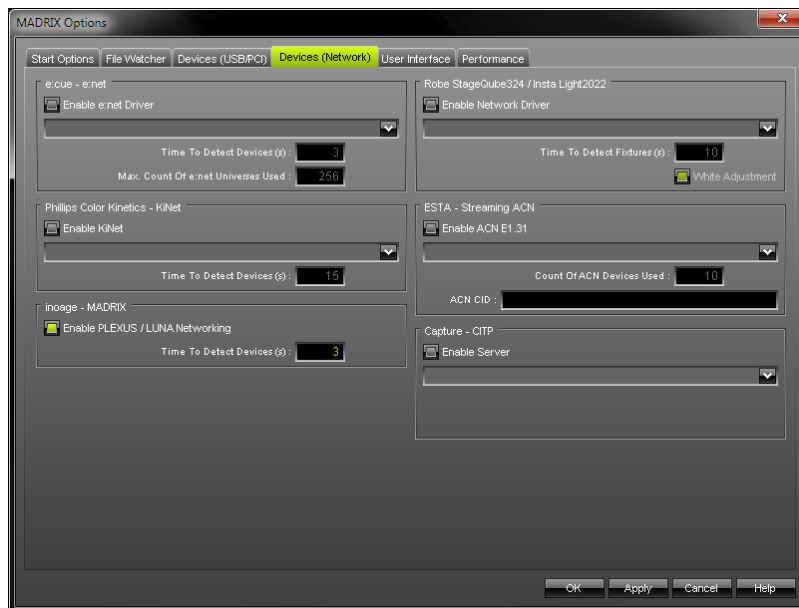 MADRIX Options
Start Options
File Watcher
Devices (USB/PCI)
Devices (Network)
User Interface
Performance
e:cue - e:net
Enable e:net Driver
Time To Detect Devices (s) :
3
Max. Count Of e:net Universes Used :
256
Phillips Color Kinetics - KiNet
Enable KiNet
Time To Detect Devices (s) :
15
inoage - MADRIX
Enable PLEXUS / LUNA Networking
Time To Detect Devices (s) :
3
Robe StageQube324 / Insta Light2022
Enable Network Driver
Time To Detect Fixtures (s) :
10
White Adjustment
ESTA - Streaming ACN
Enable ACN E1.31
Count Of ACN Devices Used :
10
ACN CID :
Capture - CITP
Enable Server
OK
Apply
Cancel
Help